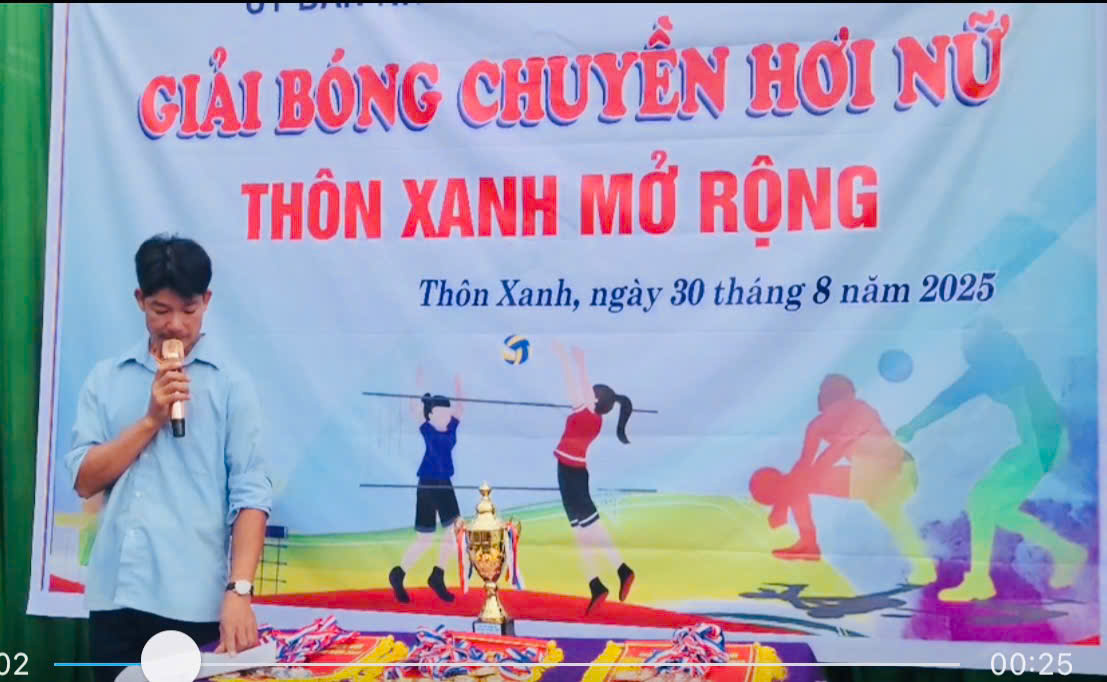 GIẢI BÓNG CHUYỀN HƠI NỮ
THÔN XANH MỞ RỘNG
Thôn Xanh, ngày 30 tháng 8 năm 2025
02
00:25